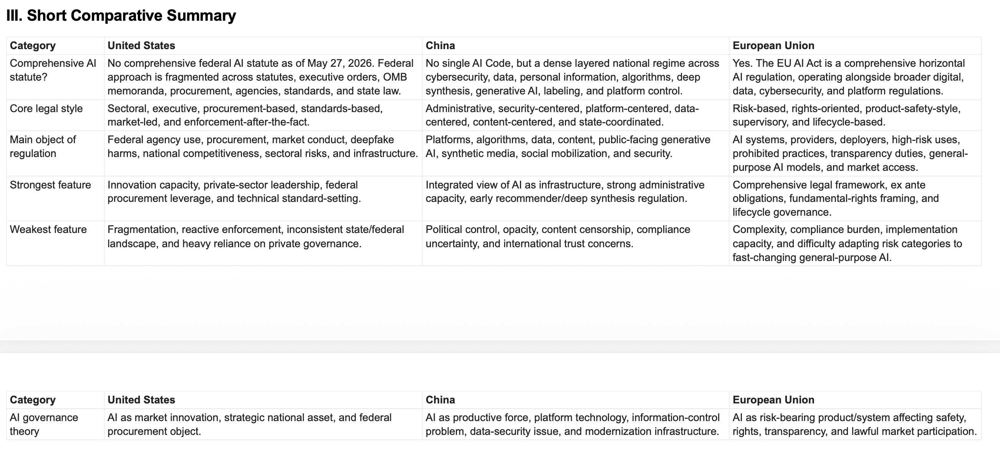 III. Short Comparative Summary
Category
United States
China
European Union
Comprehensive AI
statute?
No comprehensive federal AI statute as of May 27, 2026. Federal
approach is fragmented across statutes, executive orders, OMB
memoranda, procurement, agencies, standards, and state law.
No single AI Code, but a dense layered national regime across
cybersecurity, data, personal information, algorithms, deep
synthesis, generative AI, labeling, and platform control.
Yes. The EU AI Act is a comprehensive horizontal
AI regulation, operating alongside broader digital,
data, cybersecurity, and platform regulations.
Core legal style
Sectoral, executive, procurement-based, standards-based,
market-led, and enforcement-after-the-fact.
Administrative, security-centered, platform-centered, data-
centered, content-centered, and state-coordinated.
Risk-based, rights-oriented, product-safety-style,
supervisory, and lifecycle-based.
Main object of
regulation
Federal agency use, procurement, market conduct, deepfake
harms, national competitiveness, sectoral risks, and infrastructure.
Platforms, algorithms, data, content, public-facing generative
AI, synthetic media, social mobilization, and security.
AI systems, providers, deployers, high-risk uses,
prohibited practices, transparency duties, general-
purpose AI models, and market access.
Strongest feature
Innovation capacity, private-sector leadership, federal
procurement leverage, and technical standard-setting.
Integrated view of AI as infrastructure, strong administrative
capacity, early recommender/deep synthesis regulation.
Comprehensive legal framework, ex ante
obligations, fundamental-rights framing, and
lifecycle governance.
Weakest feature
Fragmentation, reactive enforcement, inconsistent state/federal
landscape, and heavy reliance on private governance.
Political control, opacity, content censorship, compliance
uncertainty, and international trust concerns.
Complexity, compliance burden, implementation
capacity, and difficulty adapting risk categories to
fast-changing general-purpose AI.
Category
United States
China
European Union
AI governance
theory
AI as market innovation, strategic national asset, and federal
procurement object.
AI as productive force, platform technology, information-control
problem, data-security issue, and modernization infrastructure.
AI as risk-bearing product/system affecting safety,
rights, transparency, and lawful market participation.